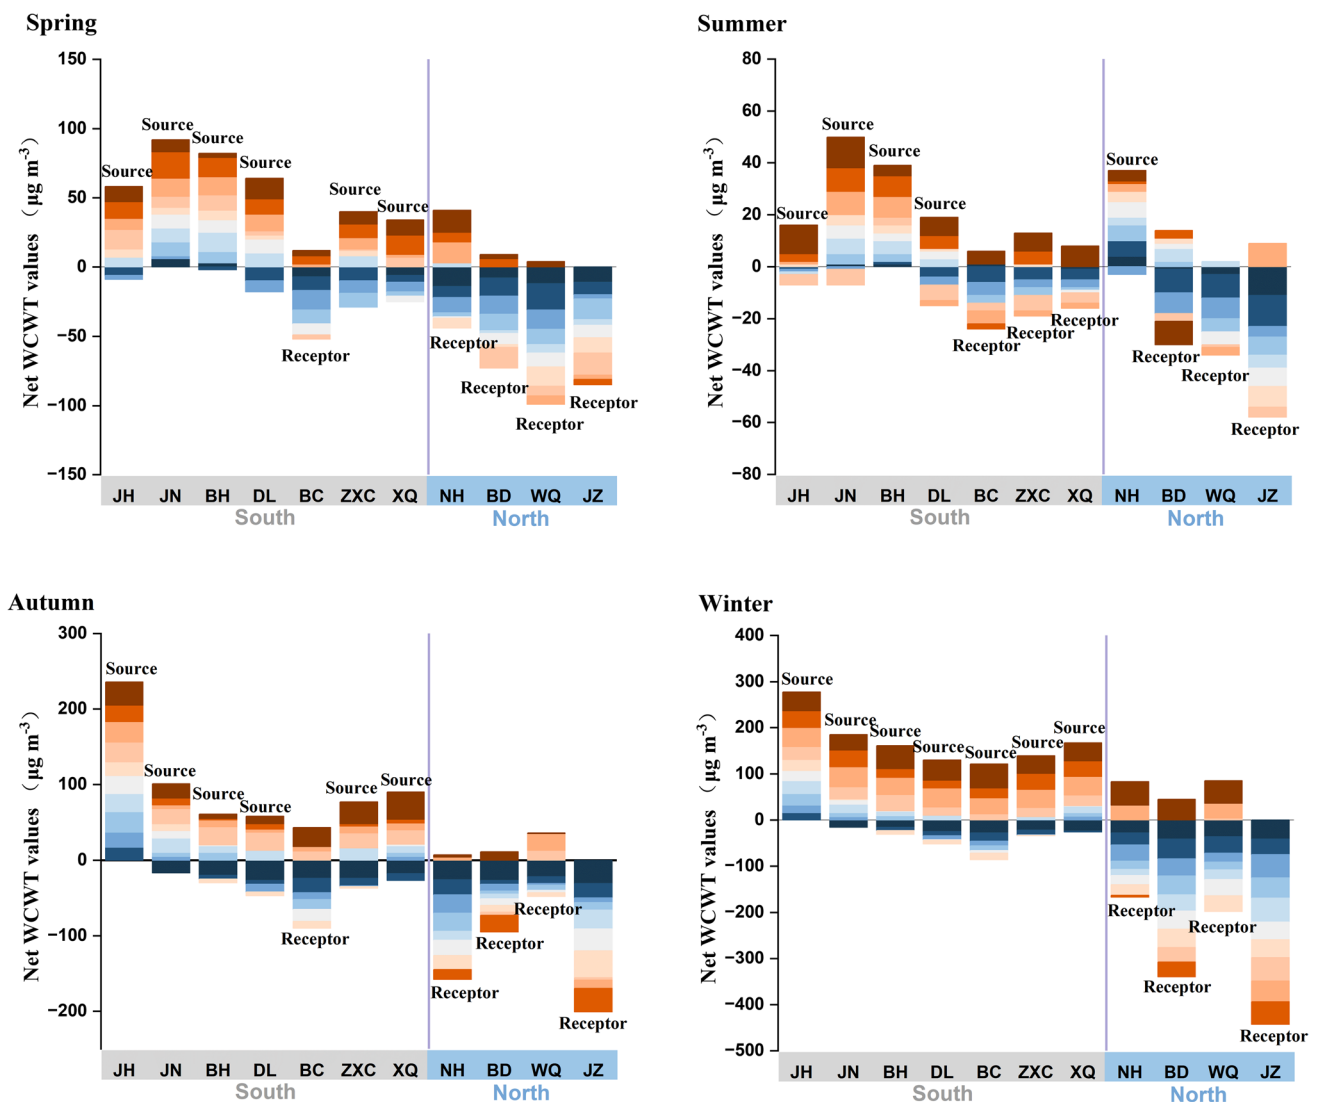 Spring
Net WCWT values （μg m-3）
150
100
50
0
−50
−100
−150
Source
Source
Source
Source
Receptor
Source
Source
Receptor
Receptor
Receptor
Receptor
JH JN BH DL BC ZXC XQ NH BD WQ JZ
South North
Summer
Net WCWT values （μg m-3）
80
60
40
20
0
−20
−40
−60
−80
Source
Source
Source
Source
Receptor
Receptor
Receptor
Source
Receptor
Receptor
Receptor
JH JN BH DL BC ZXC XQ NH BD WQ JZ
South North
Autumn
Net WCWT values （μg m-3）
300
200
100
0
−100
−200
Source
Source
Source
Source
Receptor
Source
Source
Receptor
Receptor
Receptor
Receptor
JH JN BH DL BC ZXC XQ NH BD WQ JZ
South North
Winter
Net WCWT values （μg m-3）
400
300
200
100
0
−100
−200
−300
−400
−500
Source
Source
Source
Source
Source
Source
Source
Receptor
Receptor
Receptor
Receptor
JH JN BH DL BC ZXC XQ NH BD WQ JZ
South North